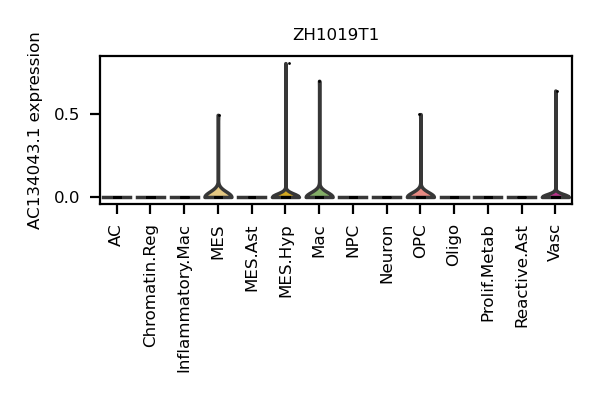 ZH1019T1
AC134043.1 expression
0.5
0.0
AC
Chromatin.Reg
Inflammatory.Mac
MES
MES.Ast
MES.Hyp
Mac
NPC
Neuron
OPC
Oligo
Prolif.Metab
Reactive.Ast
Vasc